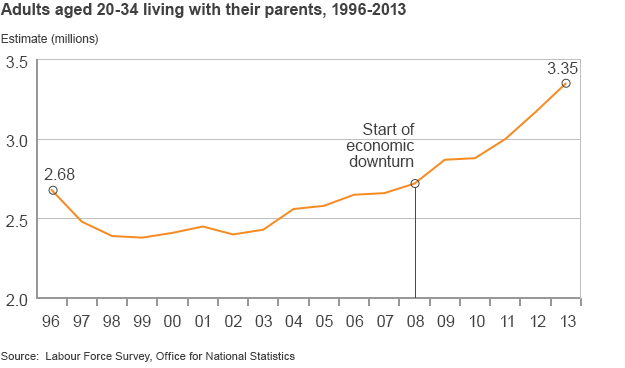 Adults aged 20-34 living with their parents, 1996-2013
Estimate (millions)
3.5
3.35
3.0
Start of
economic
downturn
2.68
2.5
2.0
96 97 98 99 00 01 02 03 04 05 06 07 08 09 10 11 12 13
Source: Labour Force Survey, Office for National Statistics